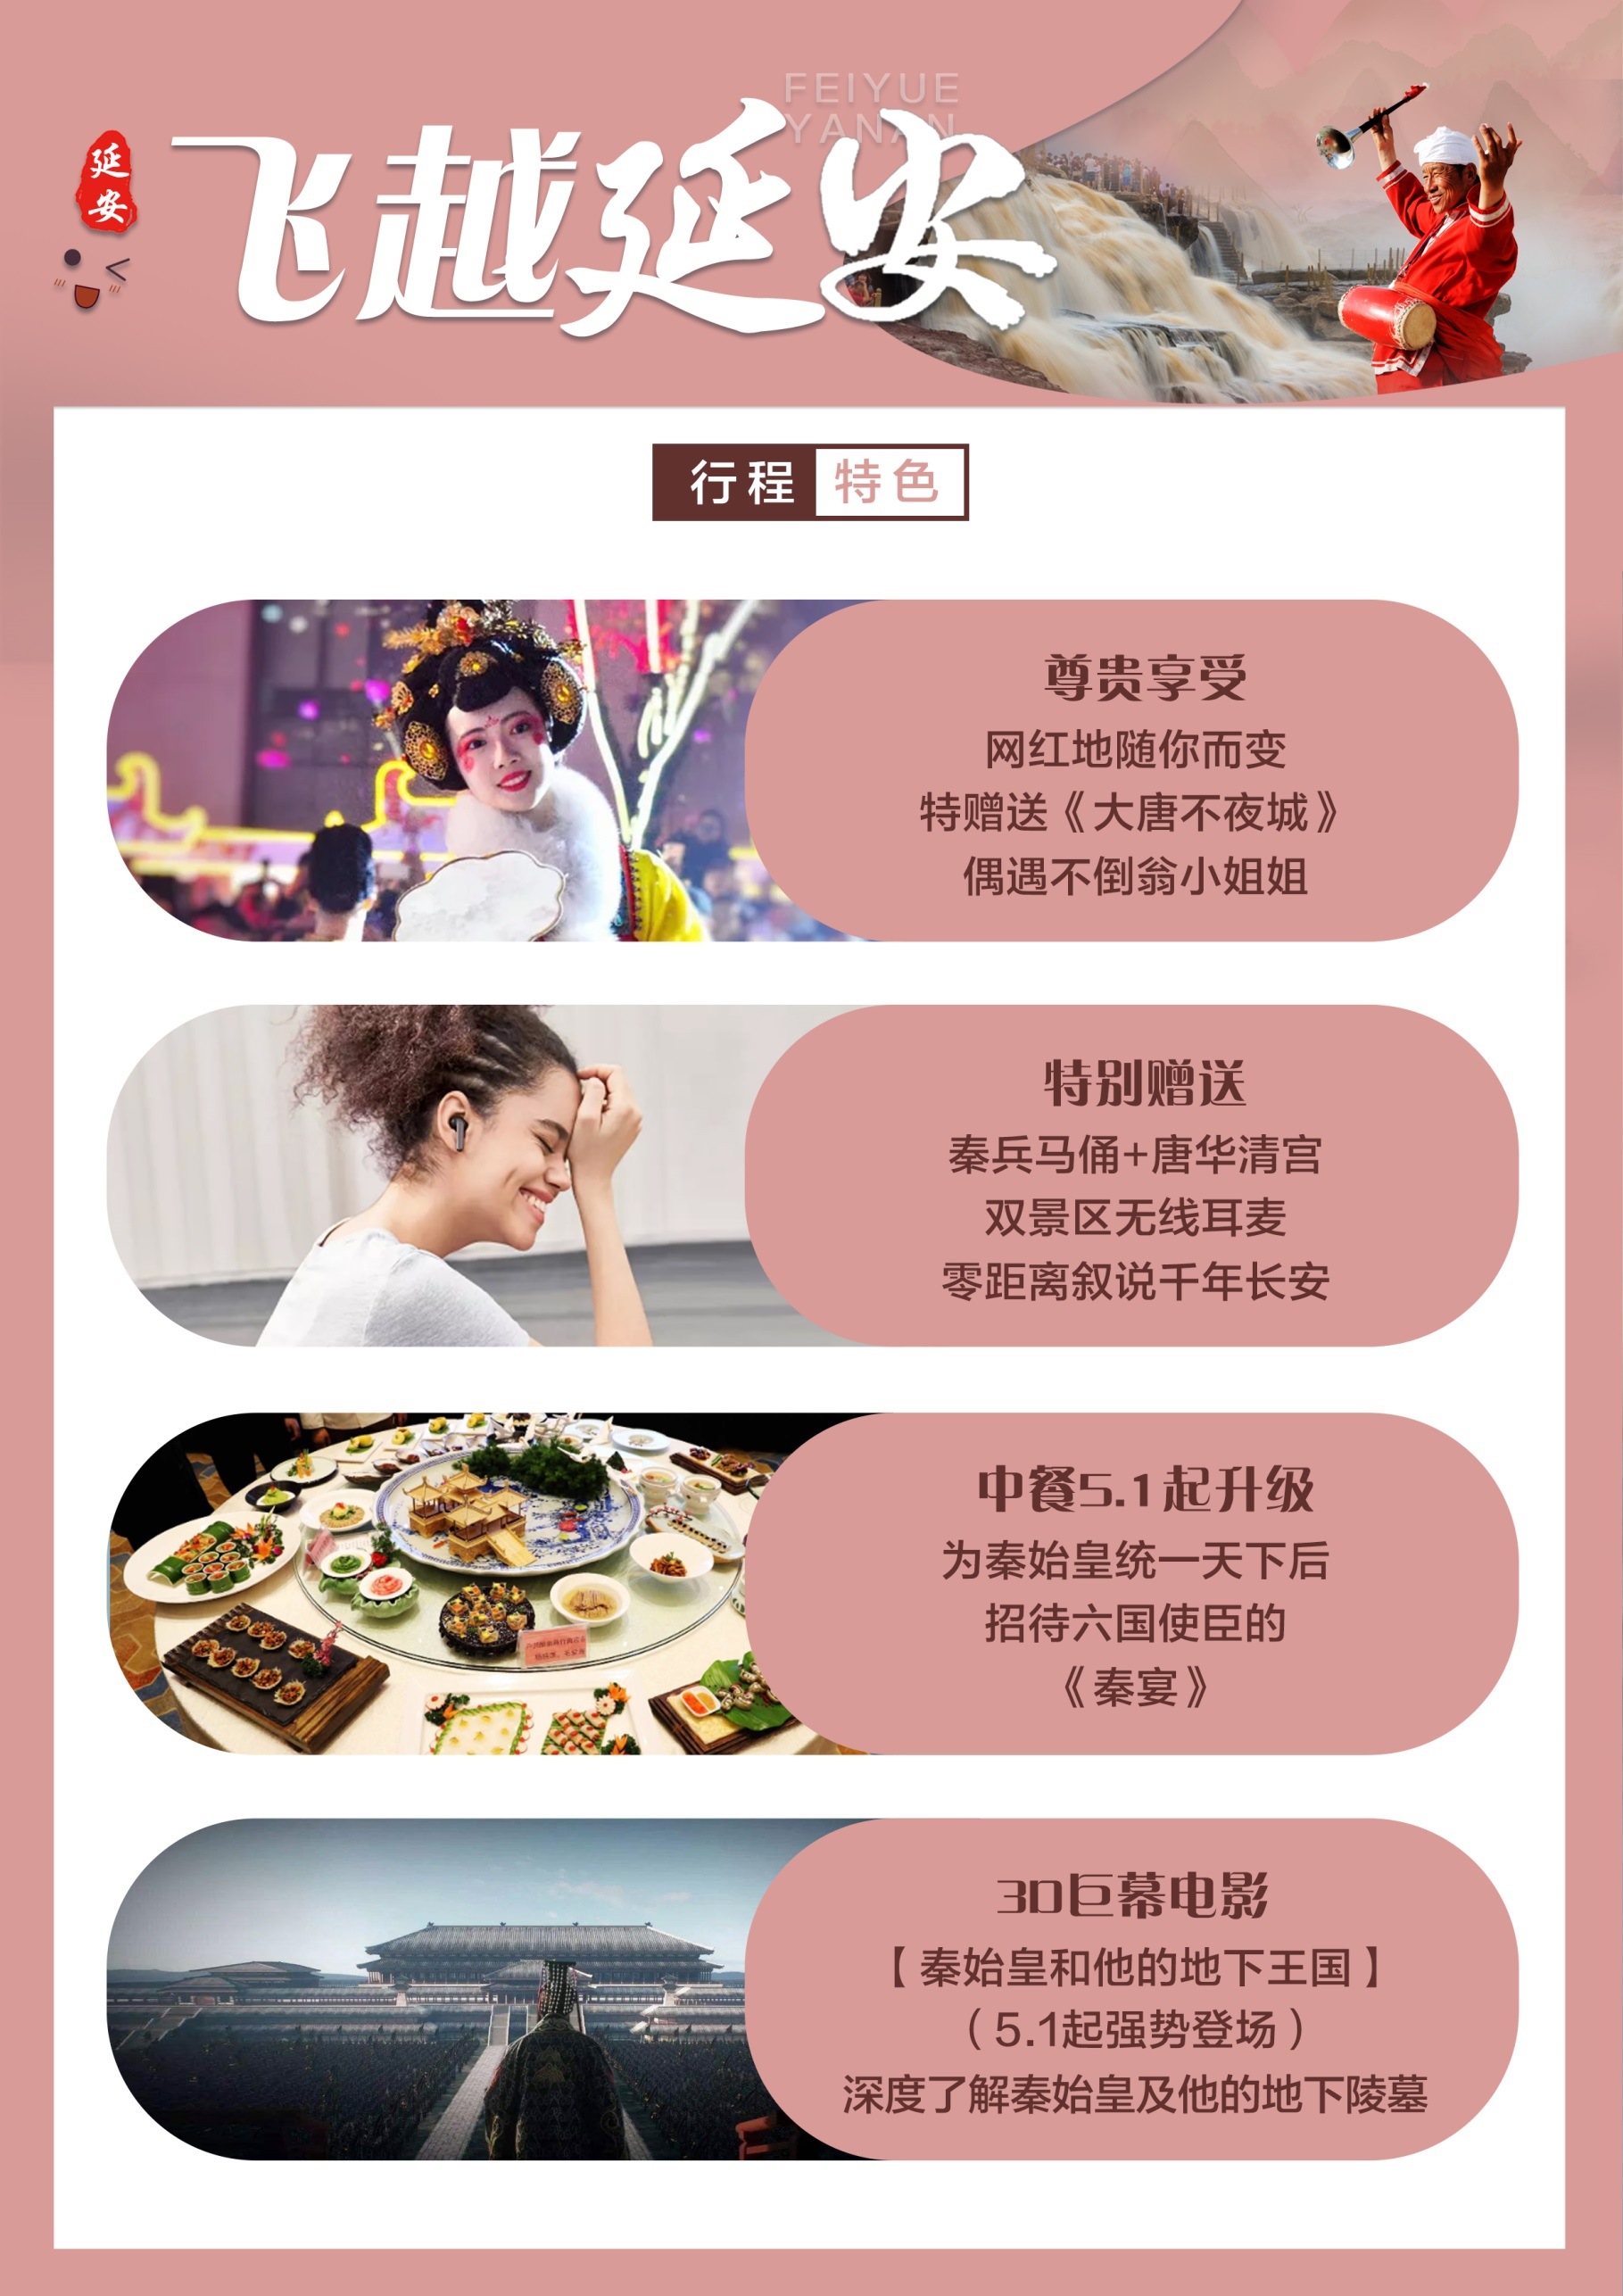 FEIYUE
YANAN
延安
飞越延安
行程特色
尊贵享受
网红地随你而变
特赠送《大唐不夜城》
偶遇不倒翁小姐姐
特别赠送
秦兵马俑+唐华清宫
双景区无线耳麦
零距离叙说千年长安
中餐5.1起升级
为秦始皇统一天下后
招待六国使臣的
《秦宴》
3D巨幕电影
【秦始皇和他的地下王国】
（5.1起强势登场）
深度了解秦始皇及他的地下陵墓